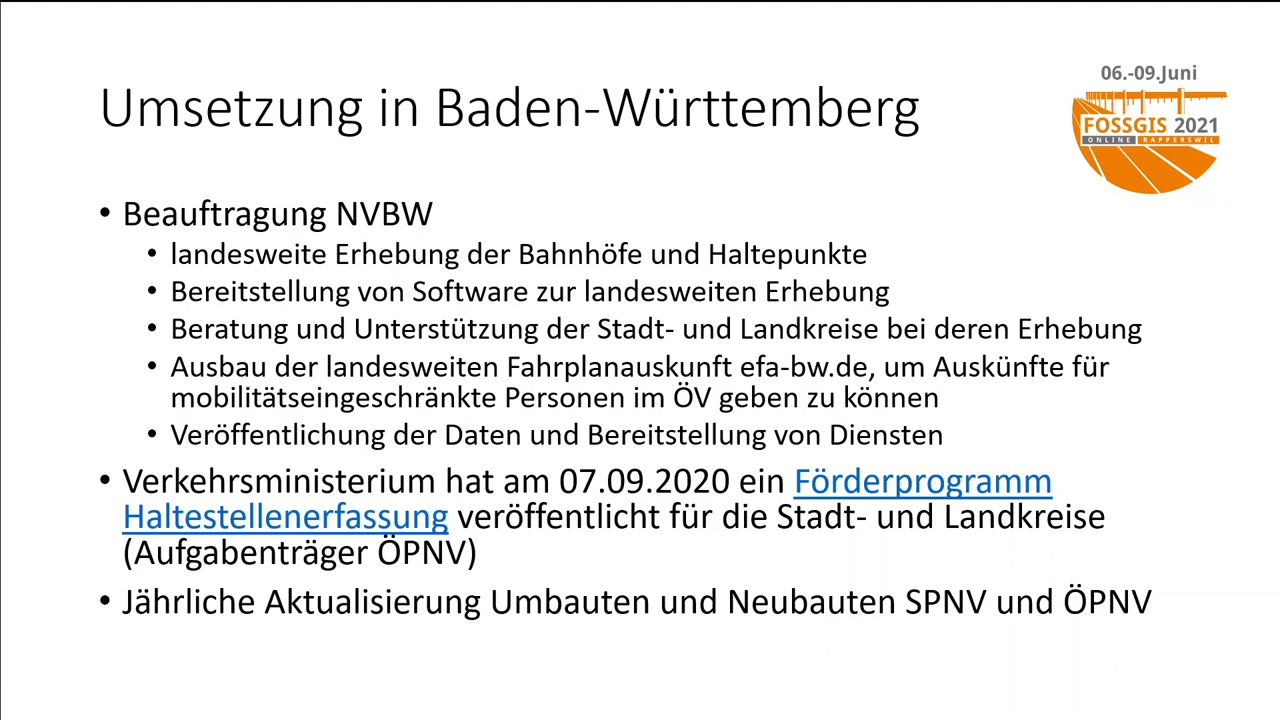 06.-09.Juni
Umsetzung in Baden-Württemberg
FOSSGIS 2021
ONLINE RAPPERSWIL
• Beauftragung NVBW
• landesweite Erhebung der Bahnhöfe und Haltepunkte
• Bereitstellung von Software zur landesweiten Erhebung
• Beratung und Unterstützung der Stadt- und Landkreise bei deren Erhebung
• Ausbau der landesweiten Fahrplanauskunft efa-bw.de, um Auskünfte für
mobilitätseingeschränkte Personen im ÖV geben zu können
• Veröffentlichung der Daten und Bereitstellung von Diensten
• Verkehrsministerium hat am 07.09.2020 ein Förderprogramm
Haltestellenerfassung veröffentlicht für die Stadt- und Landkreise
(Aufgabenträger ÖPNV)
• Jährliche Aktualisierung Umbauten und Neubauten SPNV und ÖPNV